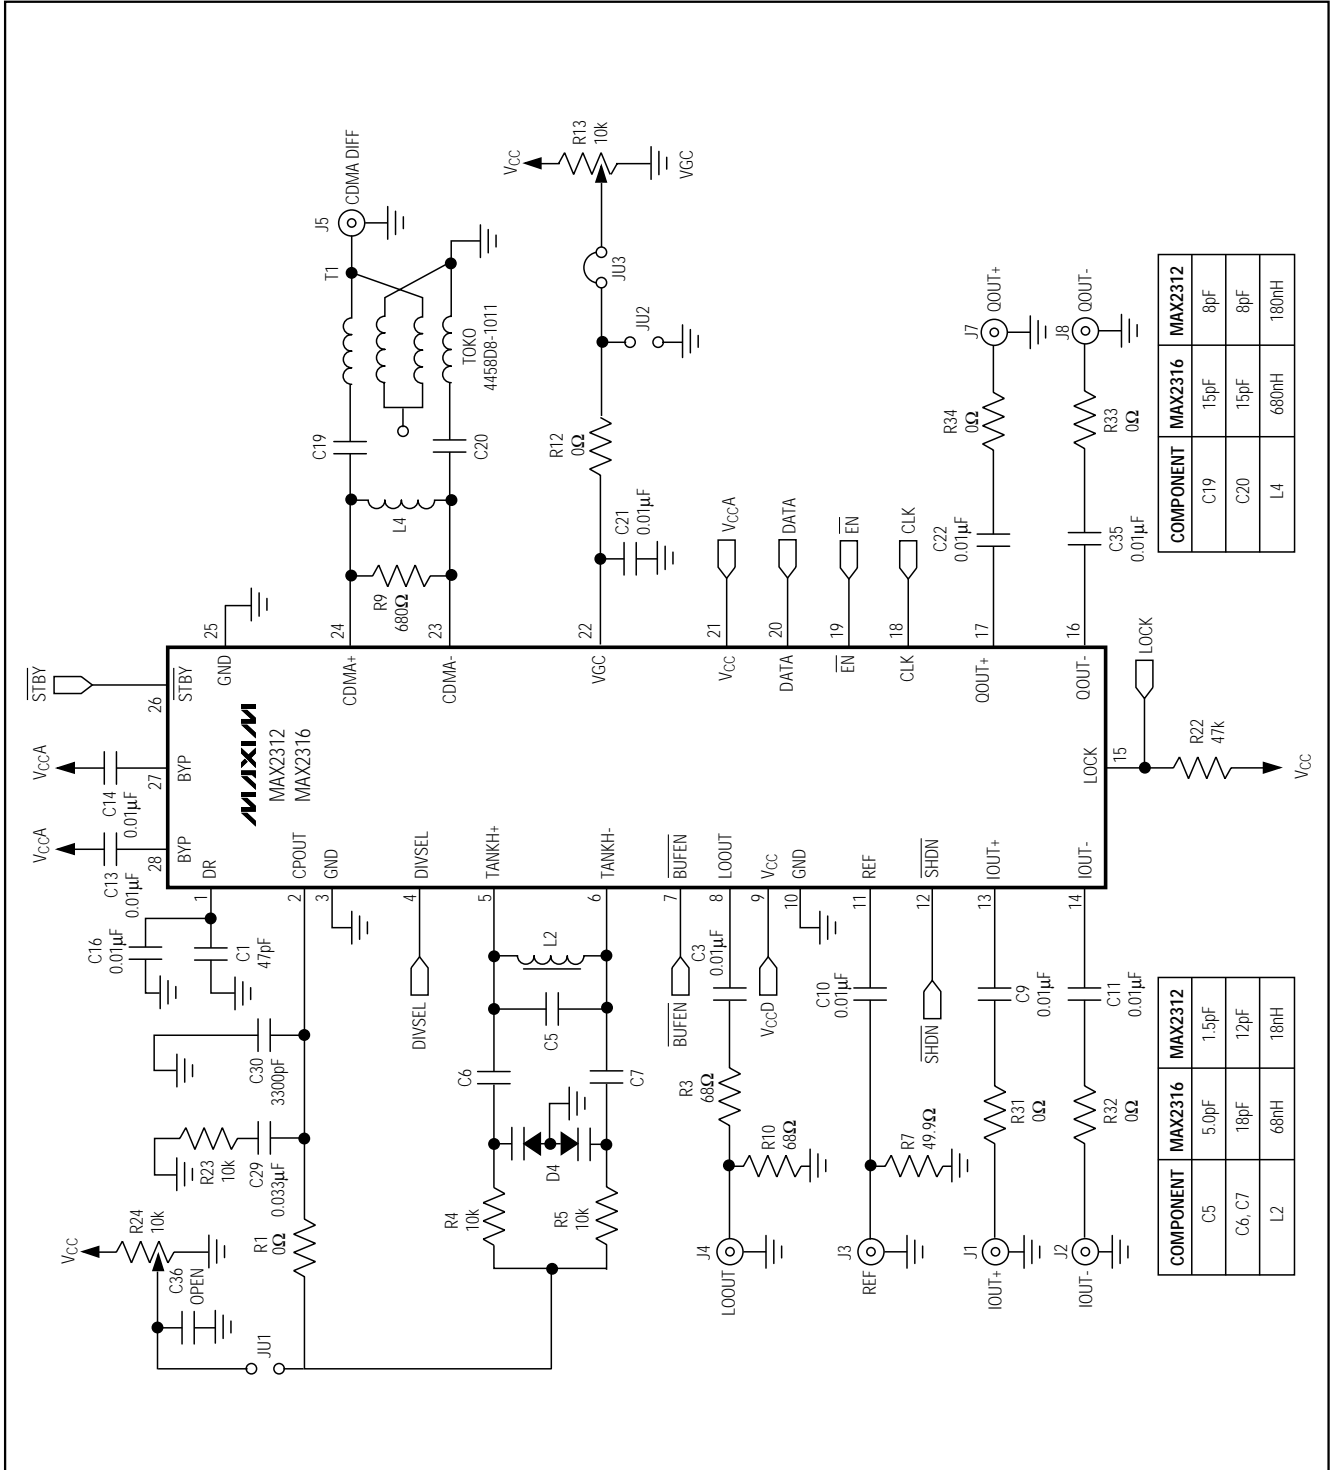 VCC
R24
10k
C36
OPEN
JU1
R1
0Ω
R23
10k
C29
0.033µF
C30
3300pF
C16
0.01µF
C1
47pF
VCCA
C13
0.01µF
VCCA
C14
0.01µF
STBY
28
BYP
27
BYP
26
STBY
MAXIM
MAX2312
MAX2316
1
DR
2
CPOUT
3
GND
4
DIVSEL
DIVSEL
5
TANKH+
6
TANKH-
L2
C5
C6
C7
D4
R4
10k
R5
10k
7
BUFEN
BUFEN
8
LOOUT
C3
0.01µF
R3
68Ω
R10
68Ω
J4
LOOUT
9
VCC
VCCD
10
GND
11
REF
C10
0.01µF
R7
49.9Ω
J3
REF
12
SHDN
SHDN
13
IOUT+
C9
0.01µF
R31
0Ω
J1
IOUT+
14
IOUT-
C11
0.01µF
R32
0Ω
J2
IOUT-
25
GND
24
CDMA+
23
CDMA-
R9
680Ω
L4
C19
C20
T1
TOKO
4458D8-1011
J5
CDMA DIFF
22
VGC
C21
0.01µF
R12
0Ω
JU2
JU3
VCC
R13
10k
VGC
21
VCC
VCCA
20
DATA
DATA
19
EN
EN
18
CLK
CLK
17
QOUT+
C22
0.01µF
R34
0Ω
J7
QOUT+
16
QOUT-
C35
0.01µF
R33
0Ω
J8
QOUT-
15
LOCK
LOCK
R22
47k
VCC
COMPONENT MAX2316 MAX2312
C5 5.0pF 1.5pF
C6, C7 18pF 12pF
L2 68nH 18nH
COMPONENT MAX2316 MAX2312
C19 15pF 8pF
C20 15pF 8pF
L4 680nH 180nH